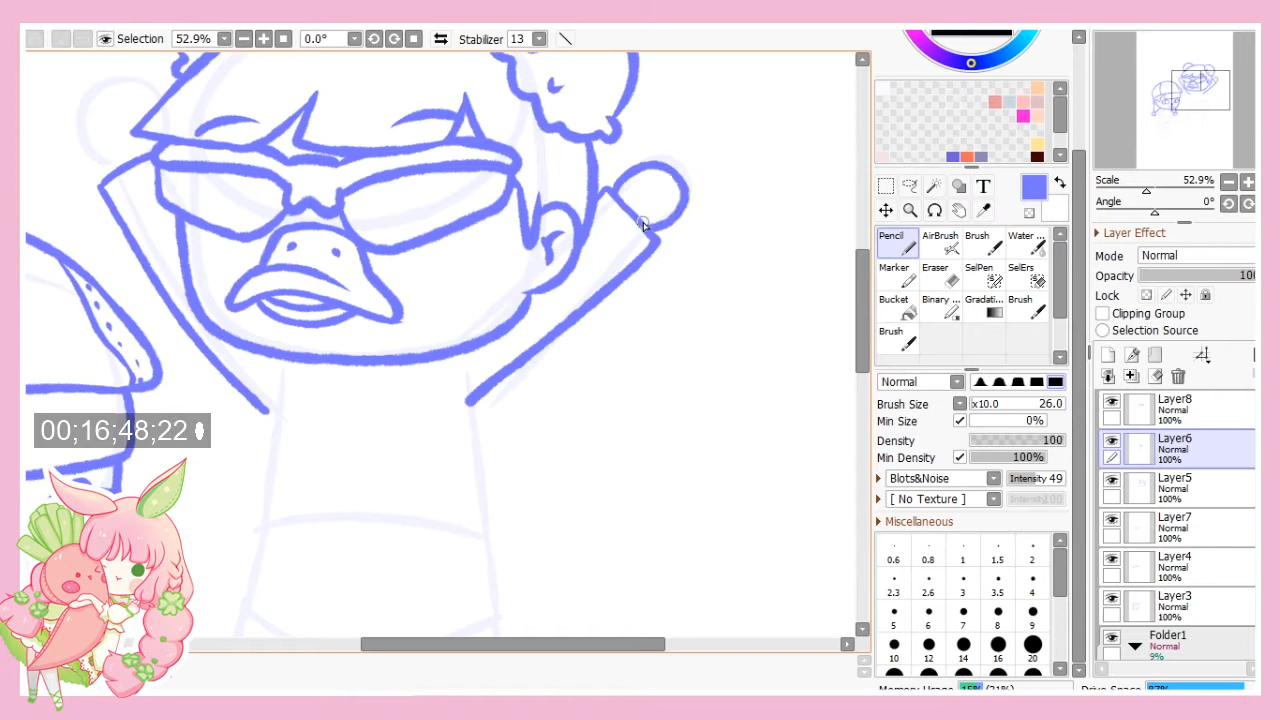 Selection 52.9% 0.0° Stabilizer 13
T
Pencil AirBrush Brush Water ...
Marker Eraser SelPen SelErs
Bucket Binary ... Gradati... Brush
Brush
Normal
Brush Size x10.0 26.0
Min Size 0%
Density 100
Min Density 100%
Blots&Noise Intensity 49
[ No Texture ] Intensity 100
Miscellaneous
0.6 0.8 1 1.5 2
2.3 2.6 3 3.5 4
5 6 7 8 9
10 12 14 16 20
Memory Usage 15% (21%)
Drive Space 87%
Scale 52.9%
Angle 0°
Layer Effect
Mode Normal
Opacity 100
Lock
Clipping Group
Selection Source
Layer8
Normal
100%
Layer6
Normal
100%
Layer5
Normal
100%
Layer7
Normal
100%
Layer4
Normal
100%
Layer3
Normal
100%
Folder1
Normal
9%
00;16;48;22